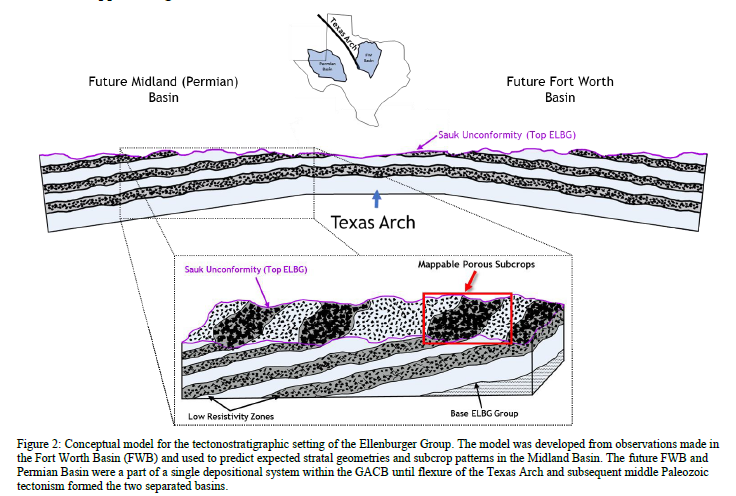 Texas Arch
Permian
Basin
FW
Basin
Future Midland (Permian)
Basin
Future Fort Worth
Basin
Sauk Unconformity (Top ELBG)
Texas Arch
Sauk Unconformity (Top ELBG)
Mappable Porous Subcrops
Low Resistivity Zones
Base ELBG Group
Figure 2: Conceptual model for the tectonostratigraphic setting of the Ellenburger Group. The model was developed from observations made in
the Fort Worth Basin (FWB) and used to predict expected stratal geometries and subcrop patterns in the Midland Basin. The future FWB and
Permian Basin were a part of a single depositional system within the GACB until flexure of the Texas Arch and subsequent middle Paleozoic
tectonism formed the two separated basins.